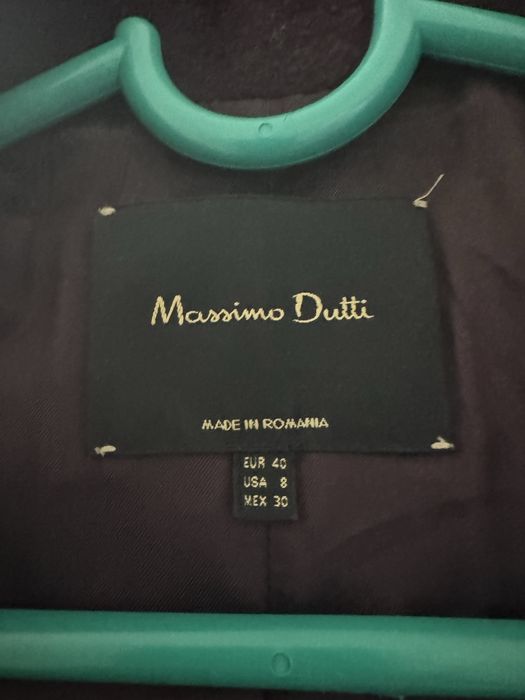 Massimo Dutti
MADE IN ROMANIA
EUR 40
USA 8
MEX 30